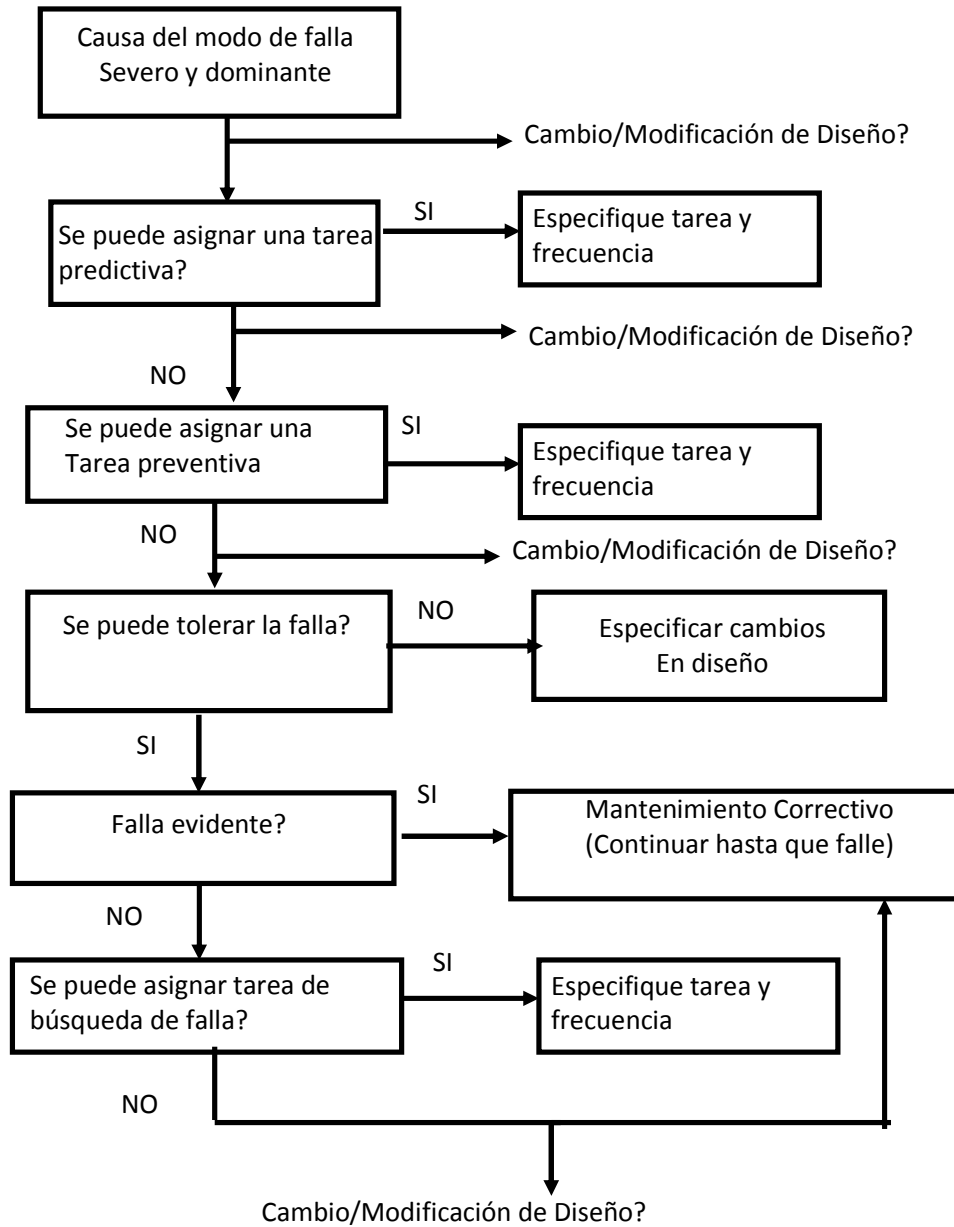 Causa del modo de falla
Severo y dominante
Cambio/Modificación de Diseño?
Se puede asignar una tarea
predictiva?
SI
Especifique tarea y
frecuencia
Cambio/Modificación de Diseño?
NO
Se puede asignar una
Tarea preventiva
SI
Especifique tarea y
frecuencia
NO
Cambio/Modificación de Diseño?
Se puede tolerar la falla?
NO
Especificar cambios
En diseño
SI
Falla evidente?
SI
Mantenimiento Correctivo
(Continuar hasta que falle)
NO
Se puede asignar tarea de
búsqueda de falla?
SI
Especifique tarea y
frecuencia
NO
Cambio/Modificación de Diseño?